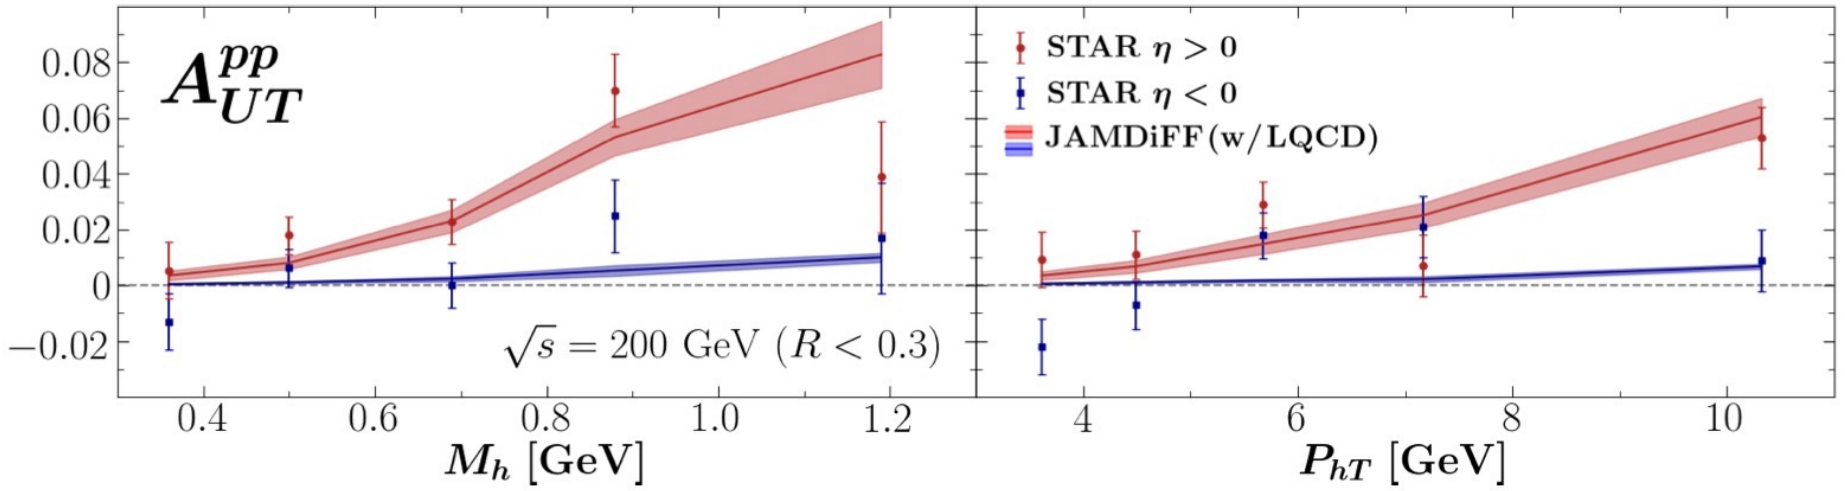 A_{UT}^{pp}
0.08
0.06
0.04
0.02
0
−0.02
√s = 200 GeV (R < 0.3)
0.4 0.6 0.8 1.0 1.2
M_h [GeV]
STAR η > 0
STAR η < 0
JAMDiFF (w/LQCD)
4 6 8 10
P_{hT} [GeV]